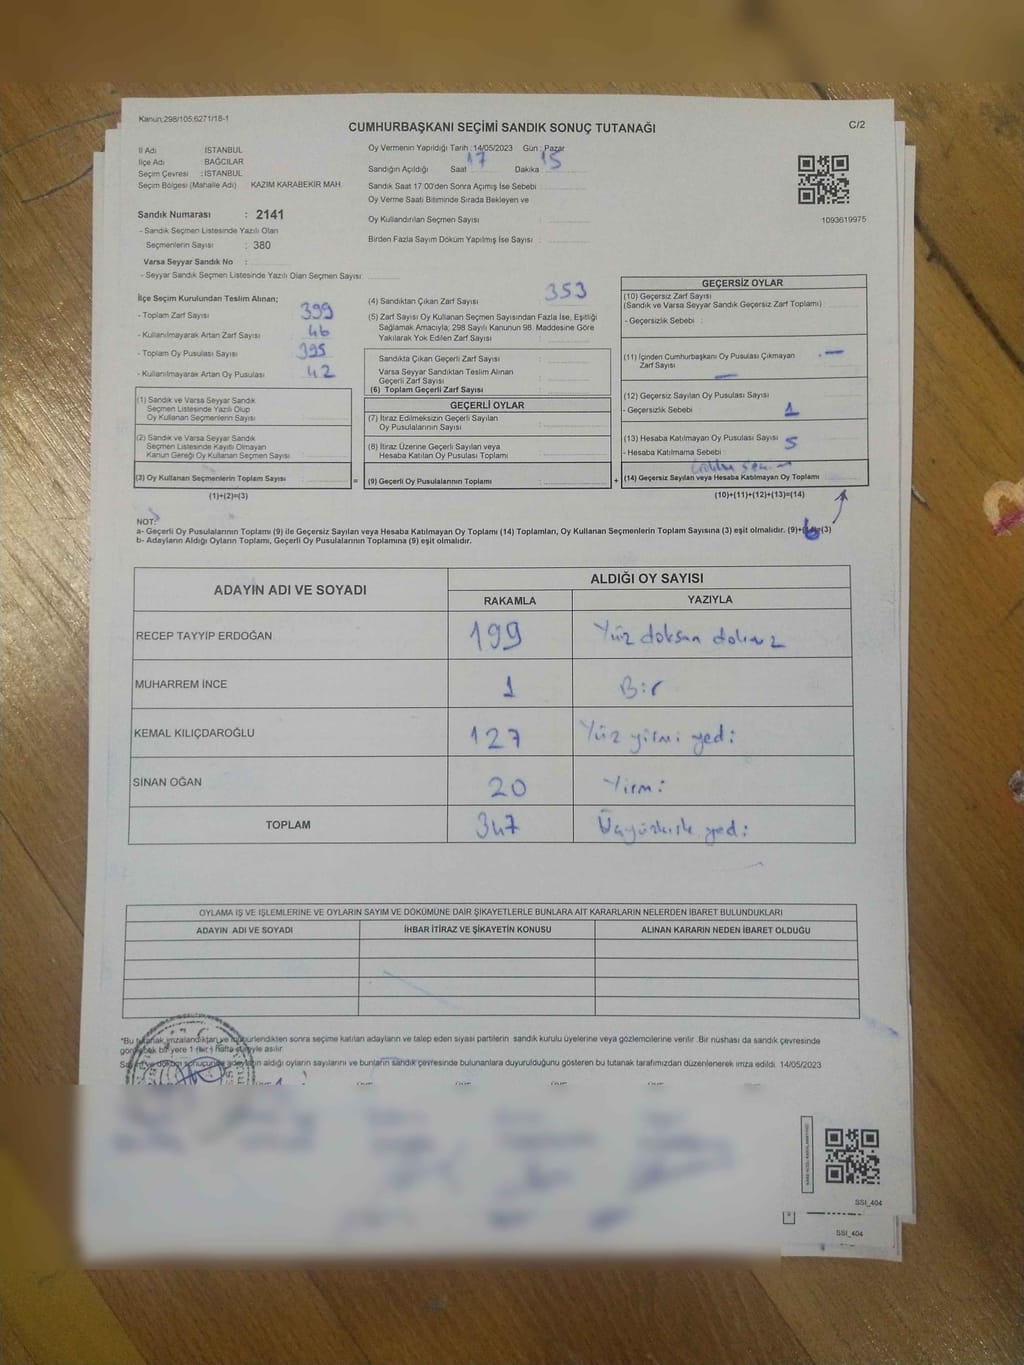 Kanun:298/105;6271/18-1
CUMHURBAŞKANI SEÇİMİ SANDIK SONUÇ TUTANAĞI
C/2
İl Adı : İSTANBUL
İlçe Adı : BAĞCILAR
Seçim Çevresi : İSTANBUL
Seçim Bölgesi (Mahalle Adı) KAZIM KARABEKİR MAH.
Sandık Numarası : 2141
- Sandık Seçmen Listesinde Yazılı Olan
Seçmenlerin Sayısı : 380
Varsa Seyyar Sandık No :
- Seyyar Sandık Seçmen Listesinde Yazılı Olan Seçmen Sayısı
Oy Vermenin Yapıldığı Tarih : 14/05/2023 Gün : Pazar
Sandığın Açıldığı Saat 17 Dakika 15
Sandık Saat 17:00'den Sonra Açımış İse Sebebi
Oy Verme Saati Bitiminde Sırada Bekleyen ve
Oy Kullandırılan Seçmen Sayısı :
Birden Fazla Sayım Döküm Yapılmış İse Sayısı :
1093619975
İlçe Seçim Kurulundan Teslim Alınan;
- Toplam Zarf Sayısı : 399
- Kullanılmayarak Artan Zarf Sayısı : 46
- Toplam Oy Pusulası Sayısı : 395
- Kullanılmayarak Artan Oy Pusulası : 42
(1) Sandık ve Varsa Seyyar Sandık
Seçmen Listesinde Yazılı Olup
Oy Kullanan Seçmenlerin Sayısı :
(2) Sandık ve Varsa Seyyar Sandık
Seçmen Listesinde Kayıtlı Olmayan
Kanun Gereği Oy Kullanan Seçmen Sayısı :
(3) Oy Kullanan Seçmenlerin Toplam Sayısı :
(1)+(2)=(3)
(4) Sandıktan Çıkan Zarf Sayısı 353
(5) Zarf Sayısı Oy Kullanan Seçmen Sayısından Fazla İse, Eşitliği
Sağlamak Amacıyla; 298 Sayılı Kanunun 98. Maddesine Göre
Yakılarak Yok Edilen Zarf Sayısı :
Sandıkta Çıkan Geçerli Zarf Sayısı :
Varsa Seyyar Sandıktan Teslim Alınan
Geçerli Zarf Sayısı :
(6) Toplam Geçerli Zarf Sayısı
GEÇERLİ OYLAR
(7) İtiraz Edilmeksizin Geçerli Sayılan
Oy Pusulalarının Sayısı :
(8) İtiraz Üzerine Geçerli Sayılan veya
Hesaba Katılan Oy Pusulası Toplamı :
= (9) Geçerli Oy Pusulalarının Toplamı : +
GEÇERSİZ OYLAR
(10) Geçersiz Zarf Sayısı
(Sandık ve Varsa Seyyar Sandık Geçersiz Zarf Toplamı)
- Geçersizlik Sebebi :
(11) İçinden Cumhurbaşkanı Oy Pusulası Çıkmayan
Zarf Sayısı —
(12) Geçersiz Sayılan Oy Pusulası Sayısı
- Geçersizlik Sebebi 1
(13) Hesaba Katılmayan Oy Pusulası Sayısı 5
- Hesaba Katılmama Sebebi :
(14) Geçersiz Sayılan veya Hesaba Katılmayan Oy Toplamı
(10)+(11)+(12)+(13)=(14)
6
NOT:
a- Geçerli Oy Pusulalarının Toplamı (9) ile Geçersiz Sayılan veya Hesaba Katılmayan Oy Toplamı (14) Toplamları, Oy Kullanan Seçmenlerin Toplam Sayısına (3) eşit olmalıdır. (9)+(14)=(3)
b- Adayların Aldığı Oyların Toplamı, Geçerli Oy Pusulalarının Toplamına (9) eşit olmalıdır.
ADAYIN ADI VE SOYADI ALDIĞI OY SAYISI
RAKAMLA YAZIYLA
RECEP TAYYİP ERDOĞAN 199 Yüz doksan dokuz
MUHARREM İNCE 1 Bir
KEMAL KILIÇDAROĞLU 127 Yüz yirmi yedi
SİNAN OĞAN 20 Yirmi
TOPLAM 347 Üçyüzkırk yedi
OYLAMA İŞ VE İŞLEMLERİNE VE OYLARIN SAYIM VE DÖKÜMÜNE DAİR ŞİKAYETLERLE BUNLARA AİT KARARLARIN NELERDEN İBARET BULUNDUKLARI
ADAYIN ADI VE SOYADI İHBAR İTİRAZ VE ŞİKAYETİN KONUSU ALINAN KARARIN NEDEN İBARET OLDUĞU
*Bu tutanak imzalandıktan ve mühürlendikten sonra seçime katılan adayların ve talep eden siyasi partilerin sandık kurulu üyelerine veya gözlemcilerine verilir. Bir nüshası da sandık çevresinde
görülecek bir yere 1 (bir) hafta süreyle asılır.
Sayım ve döküm sonucunda adayların aldığı oyların sayılarını ve bunların sandık çevresinde bulunanlara duyurulduğunu gösteren bu tutanak tarafımızdan düzenlenerek imza edildi. 14/05/2023
SSI_404
SSI_404